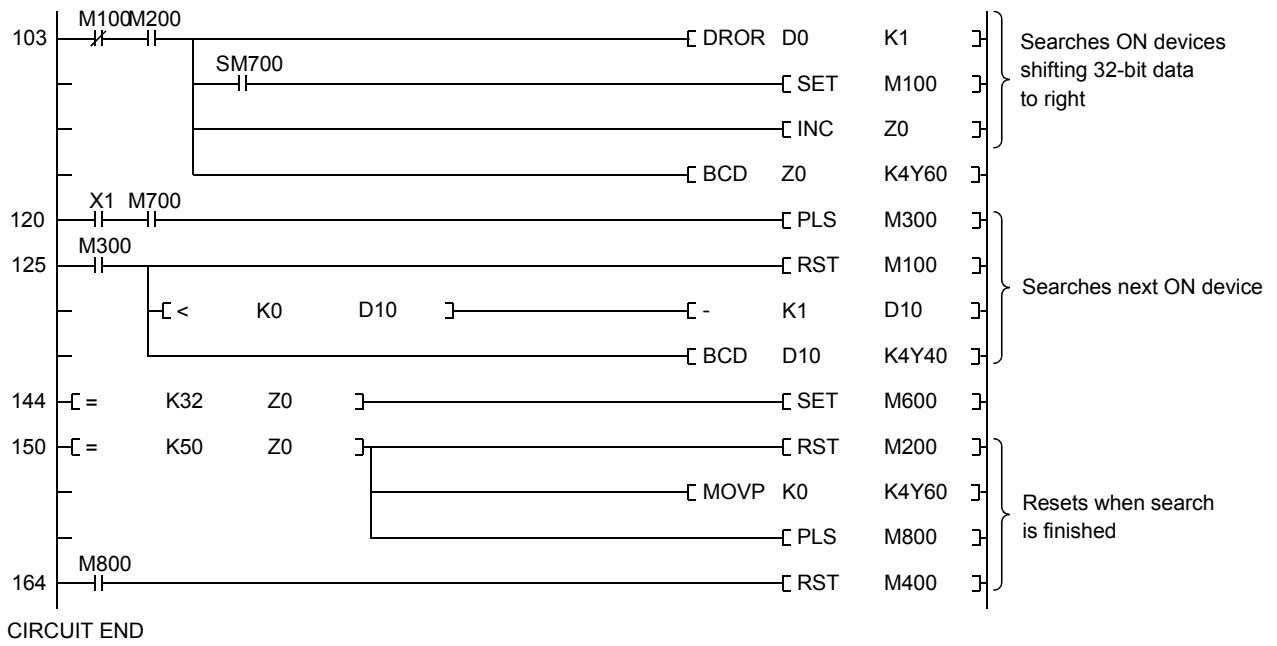 M100 M200
103 DROR D0 K1
SM700
SET M100
INC Z0
BCD Z0 K4Y60
Searches ON devices
shifting 32-bit data
to right
X1 M700
120 PLS M300
M300
125 RST M100
< K0 D10 - K1 D10
BCD D10 K4Y40
Searches next ON device
144 = K32 Z0 SET M600
150 = K50 Z0 RST M200
MOVP K0 K4Y60
PLS M800
M800
164 RST M400
Resets when search
is finished
CIRCUIT END